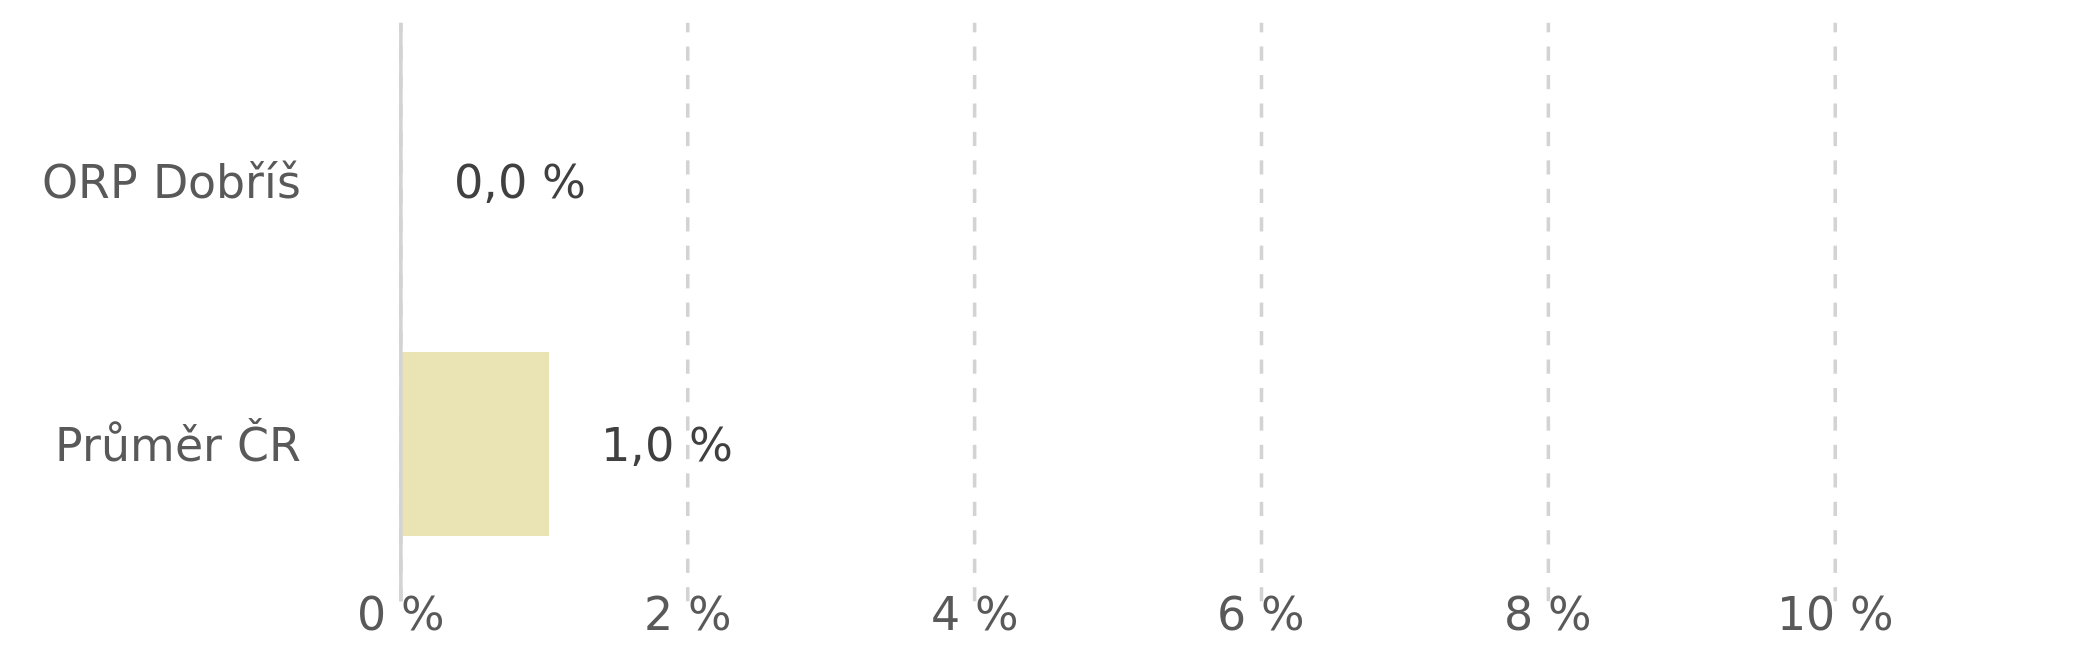 ORP Dobříš 0,0 %
Průměr ČR 1,0 %
0 % 2 % 4 % 6 % 8 % 10 %